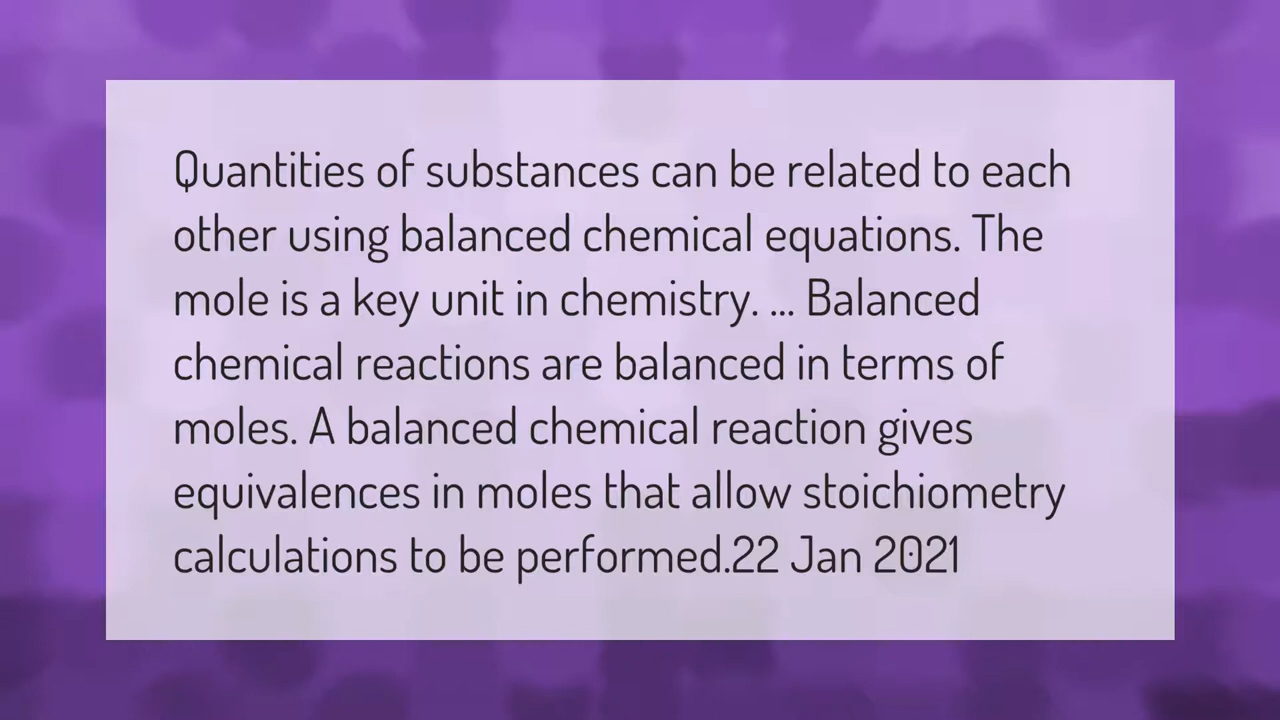 Quantities of substances can be related to each
other using balanced chemical equations. The
mole is a key unit in chemistry. ... Balanced
chemical reactions are balanced in terms of
moles. A balanced chemical reaction gives
equivalences in moles that allow stoichiometry
calculations to be performed.22 Jan 2021